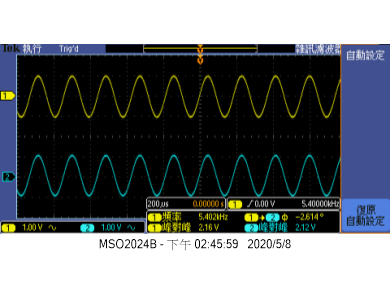 Tek 執行 Trig'd 雜訊濾波器
自動設定
1
2
200μs 0.00000 s 1 0.00 V 5.40000kHz
1 頻率 5.402kHz 1 → 2 Φ −2.614°
1 峰對峰 2.16 V 2 峰對峰 2.12 V
1 1.00 V 2 1.00 V
復原
自動設定
MSO2024B - 下午 02:45:59 2020/5/8